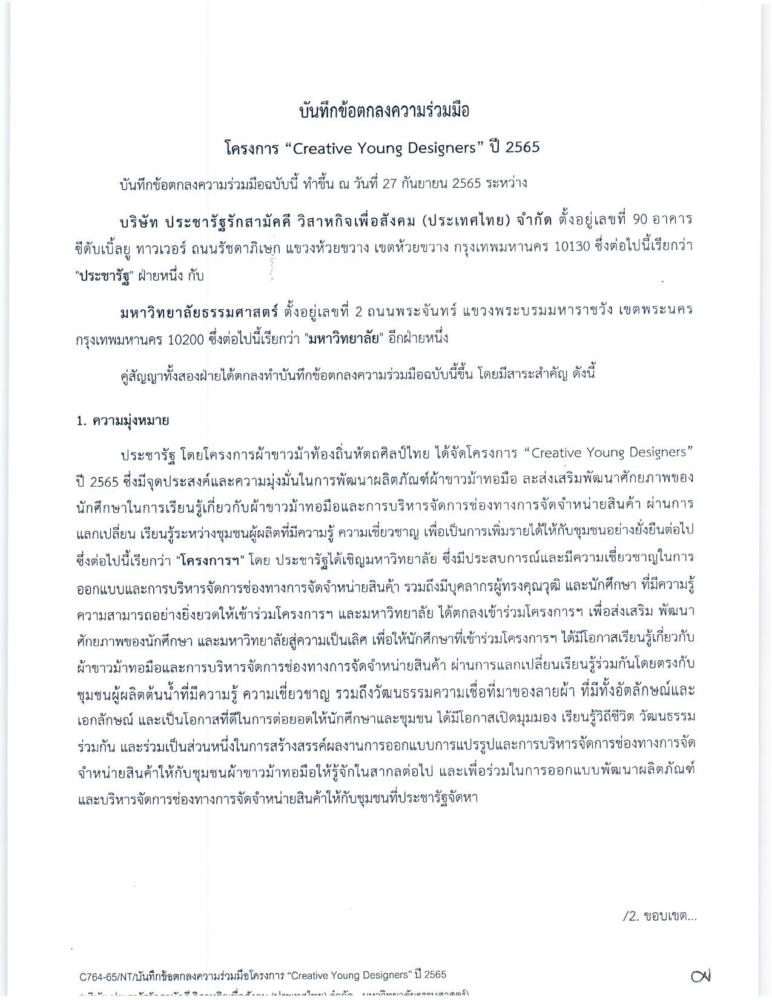 บันทึกข้อตกลงความร่วมมือ
โครงการ “Creative Young Designers” ปี 2565
บันทึกข้อตกลงความร่วมมือฉบับนี้ ทำขึ้น ณ วันที่ 27 กันยายน 2565 ระหว่าง
บริษัท ประชารัฐรักสามัคคี วิสาหกิจเพื่อสังคม (ประเทศไทย) จำกัด ตั้งอยู่เลขที่ 90 อาคาร
ซีดับเบิ้ลยู ทาวเวอร์ ถนนรัชดาภิเษก แขวงห้วยขวาง เขตห้วยขวาง กรุงเทพมหานคร 10130 ซึ่งต่อไปนี้เรียกว่า
"ประชารัฐ" ฝ่ายหนึ่ง กับ
มหาวิทยาลัยธรรมศาสตร์ ตั้งอยู่เลขที่ 2 ถนนพระจันทร์ แขวงพระบรมมหาราชวัง เขตพระนคร
กรุงเทพมหานคร 10200 ซึ่งต่อไปนี้เรียกว่า "มหาวิทยาลัย" อีกฝ่ายหนึ่ง
คู่สัญญาทั้งสองฝ่ายได้ตกลงทำบันทึกข้อตกลงความร่วมมือฉบับนี้ขึ้น โดยมีสาระสำคัญ ดังนี้
1. ความมุ่งหมาย
ประชารัฐ โดยโครงการผ้าขาวม้าท้องถิ่นหัตถศิลป์ไทย ได้จัดโครงการ “Creative Young Designers”
ปี 2565 ซึ่งมีจุดประสงค์และความมุ่งมั่นในการพัฒนาผลิตภัณฑ์ผ้าขาวม้าทอมือ ละส่งเสริมพัฒนาศักยภาพของ
นักศึกษาในการเรียนรู้เกี่ยวกับผ้าขาวม้าทอมือและการบริหารจัดการช่องทางการจัดจำหน่ายสินค้า ผ่านการ
แลกเปลี่ยน เรียนรู้ระหว่างชุมชนผู้ผลิตที่มีความรู้ ความเชี่ยวชาญ เพื่อเป็นการเพิ่มรายได้ให้กับชุมชนอย่างยั่งยืนต่อไป
ซึ่งต่อไปนี้เรียกว่า "โครงการฯ" โดย ประชารัฐได้เชิญมหาวิทยาลัย ซึ่งมีประสบการณ์และมีความเชี่ยวชาญในการ
ออกแบบและการบริหารจัดการช่องทางการจัดจำหน่ายสินค้า รวมถึงมีบุคลากรผู้ทรงคุณวุฒิ และนักศึกษา ที่มีความรู้
ความสามารถอย่างยิ่งยวดให้เข้าร่วมโครงการฯ และมหาวิทยาลัย ได้ตกลงเข้าร่วมโครงการฯ เพื่อส่งเสริม พัฒนา
ศักยภาพของนักศึกษา และมหาวิทยาลัยสู่ความเป็นเลิศ เพื่อให้นักศึกษาที่เข้าร่วมโครงการฯ ได้มีโอกาสเรียนรู้เกี่ยวกับ
ผ้าขาวม้าทอมือและการบริหารจัดการช่องทางการจัดจำหน่ายสินค้า ผ่านการแลกเปลี่ยนเรียนรู้ร่วมกันโดยตรงกับ
ชุมชนผู้ผลิตต้นน้ำที่มีความรู้ ความเชี่ยวชาญ รวมถึงวัฒนธรรมความเชื่อที่มาของลายผ้า ที่มีทั้งอัตลักษณ์และ
เอกลักษณ์ และเป็นโอกาสที่ดีในการต่อยอดให้นักศึกษาและชุมชน ได้มีโอกาสเปิดมุมมอง เรียนรู้วิถีชีวิต วัฒนธรรม
ร่วมกัน และร่วมเป็นส่วนหนึ่งในการสร้างสรรค์ผลงานการออกแบบการแปรรูปและการบริหารจัดการช่องทางการจัด
จำหน่ายสินค้าให้กับชุมชนผ้าขาวม้าทอมือให้รู้จักในสากลต่อไป และเพื่อร่วมในการออกแบบพัฒนาผลิตภัณฑ์
และบริหารจัดการช่องทางการจัดจำหน่ายสินค้าให้กับชุมชนที่ประชารัฐจัดหา
/2. ขอบเขต...
C764-65/NT/บันทึกข้อตกลงความร่วมมือโครงการ “Creative Young Designers” ปี 2565